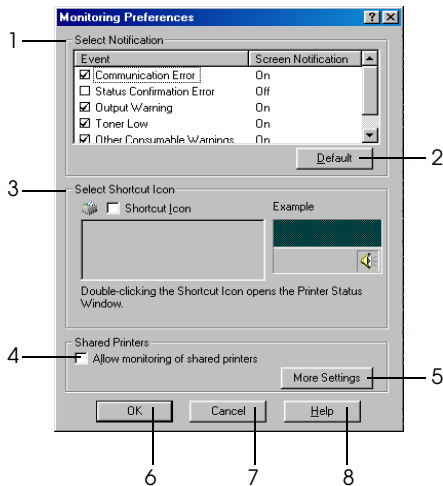 Monitoring Preferences
1
Select Notification
Event Screen Notification
Communication Error On
Status Confirmation Error Off
Output Warning On
Toner Low On
Other Consumable Warnings On
Default
2
3
Select Shortcut Icon
Shortcut Icon
Example
Double-clicking the Shortcut Icon opens the Printer Status
Window.
Shared Printers
4
Allow monitoring of shared printers
More Settings
5
OK Cancel Help
6 7 8